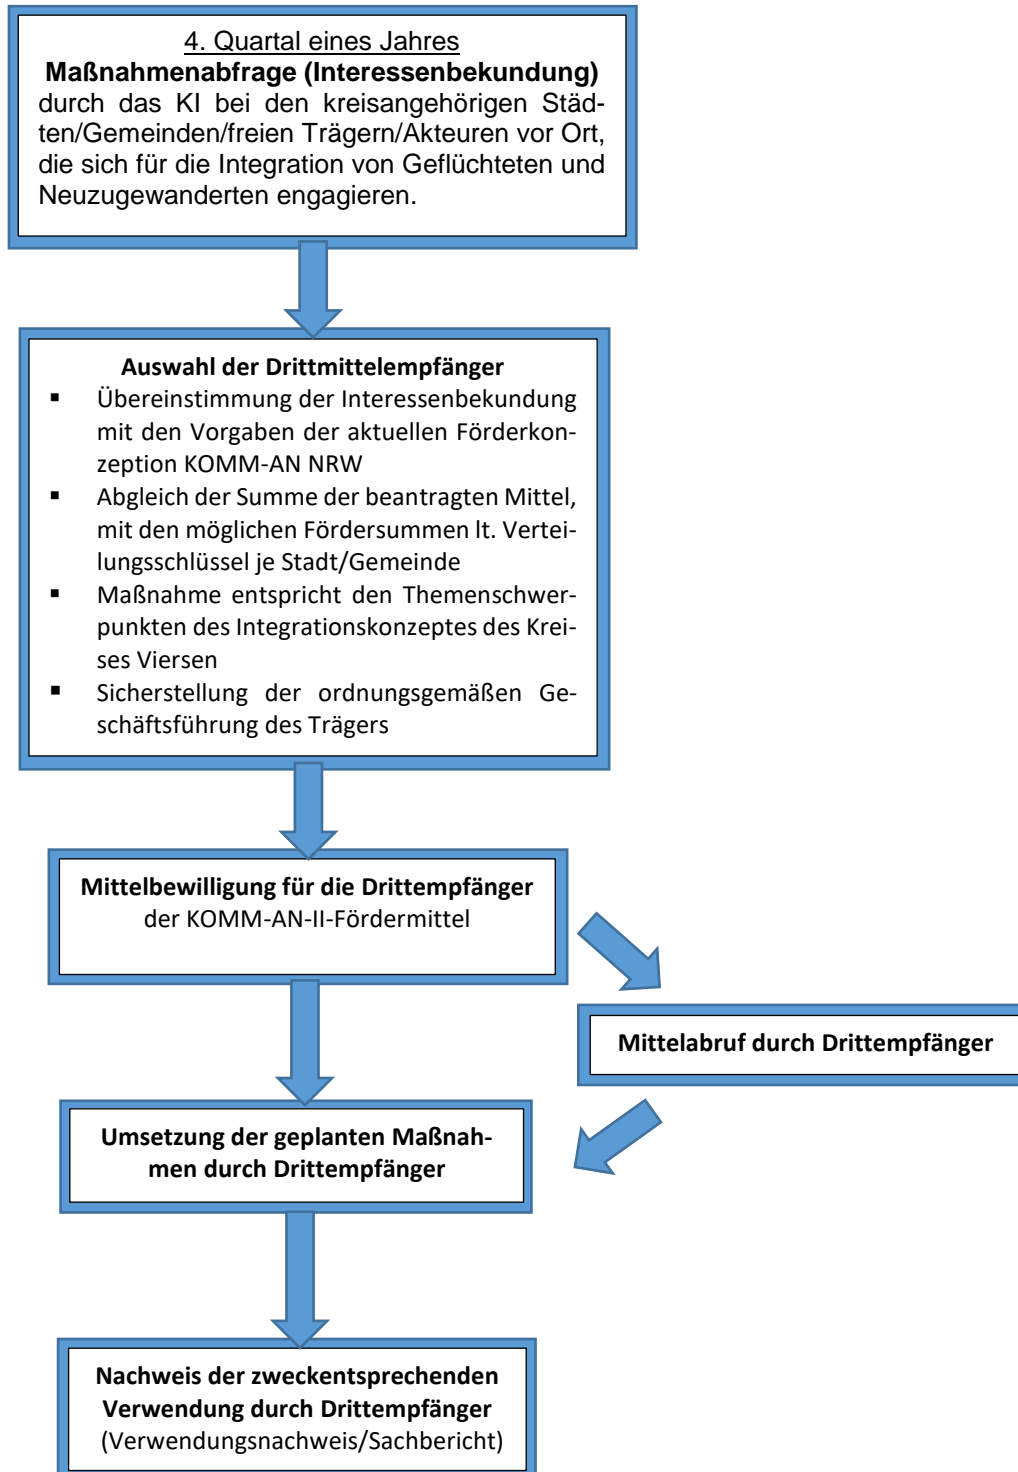 4. Quartal eines Jahres
Maßnahmenabfrage (Interessenbekundung)
durch das KI bei den kreisangehörigen Städ-
ten/Gemeinden/freien Trägern/Akteuren vor Ort,
die sich für die Integration von Geflüchteten und
Neuzugewanderten engagieren.
Auswahl der Drittmittelempfänger
▪ Übereinstimmung der Interessenbekundung
mit den Vorgaben der aktuellen Förderkon-
zeption KOMM-AN NRW
▪ Abgleich der Summe der beantragten Mittel,
mit den möglichen Fördersummen lt. Vertei-
lungsschlüssel je Stadt/Gemeinde
▪ Maßnahme entspricht den Themenschwer-
punkten des Integrationskonzeptes des Krei-
ses Viersen
▪ Sicherstellung der ordnungsgemäßen Ge-
schäftsführung des Trägers
Mittelbewilligung für die Drittempfänger
der KOMM-AN-II-Fördermittel
Mittelabruf durch Drittempfänger
Umsetzung der geplanten Maßnah-
men durch Drittempfänger
Nachweis der zweckentsprechenden
Verwendung durch Drittempfänger
(Verwendungsnachweis/Sachbericht)